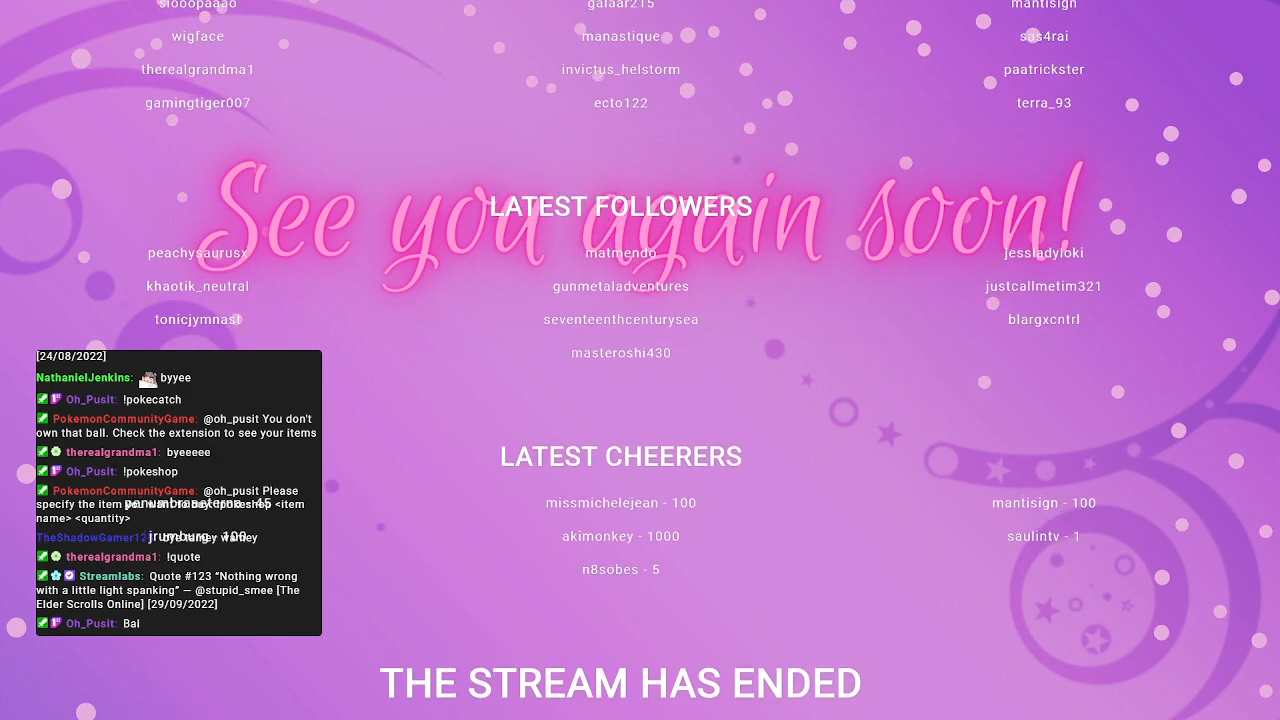 slooopaaao galaar215 mantisign
wigface manastique sas4rai
therealgrandma1 invictus_helstorm paatrickster
gamingtiger007 ecto122 terra_93
See you again soon!
LATEST FOLLOWERS
peachysaurusx matmendo jessladyloki
khaotik_neutral gunmetaladventures justcallmetim321
tonicjymnast seventeenthcenturysea blargxcntrl
masteroshi430
[24/08/2022]
NathanielJenkins: byyee
Oh_Pusit: !pokecatch
PokemonCommunityGame: @oh_pusit You don't
own that ball. Check the extension to see your items
therealgrandma1: byeeeee
Oh_Pusit: !pokeshop
PokemonCommunityGame: @oh_pusit Please
specify the item <item
name> <quantity>
TheShadowGamer12
therealgrandma1: !quote
Streamlabs: Quote #123 “Nothing wrong
with a little light spanking” — @stupid_smee [The
Elder Scrolls Online] [29/09/2022]
Oh_Pusit: Bai
LATEST CHEERERS
missmichelejean - 100 mantisign - 100
akimonkey - 1000 saulintv - 1
n8sobes - 5
THE STREAM HAS ENDED